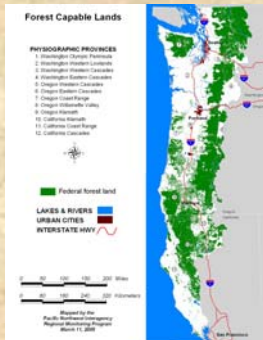 Forest Capable Lands
PHYSIOGRAPHIC PROVINCES
1. Washington Olympic Peninsula
2. Washington Western Lowlands
3. Washington Western Cascades
4. Washington Eastern Cascades
5. Oregon Western Cascades
6. Oregon Eastern Cascades
7. Oregon Coast Range
8. Oregon Willamette Valley
9. Oregon Klamath
10. California Klamath
11. California Coast Range
12. California Cascades
Federal forest land
LAKES & RIVERS
URBAN CITIES
INTERSTATE HWY
Miles
Kilometers
Mapped by the
Pacific Northwest Interagency
Regional Monitoring Program
Portland
San Francisco